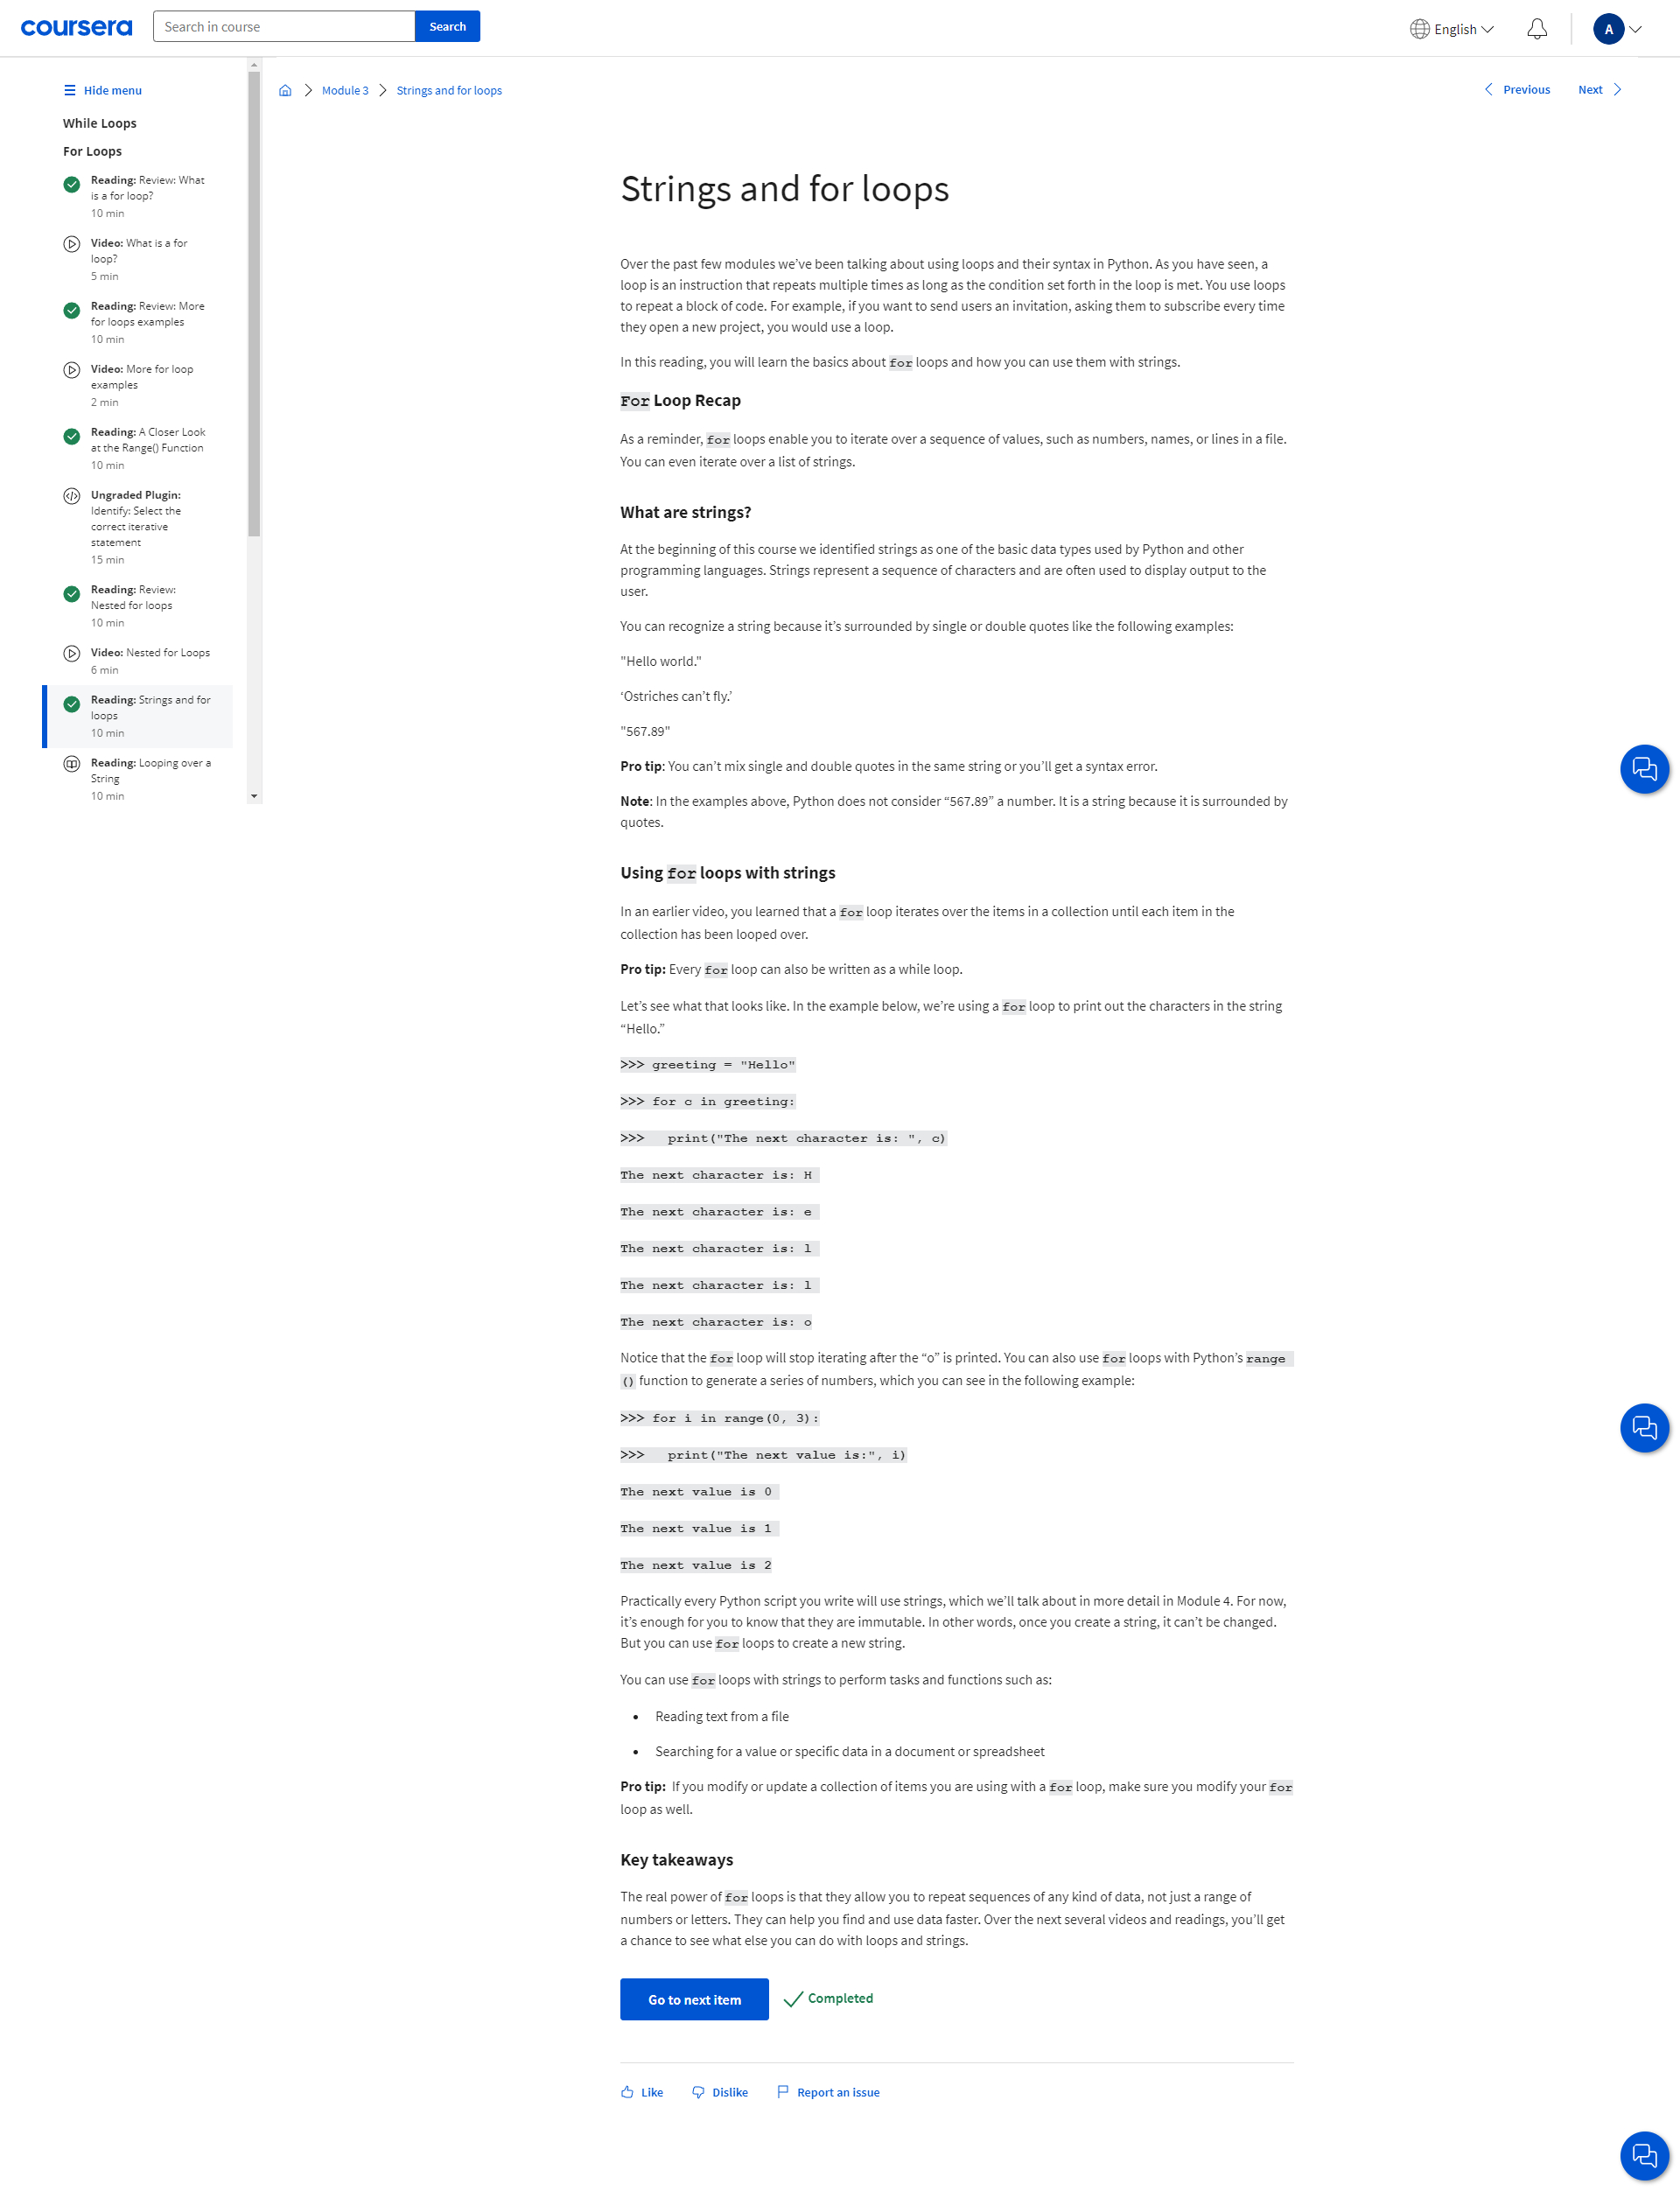 coursera
Search in course
Search
English
A
Hide menu
While Loops
For Loops
Reading: Review: What
is a for loop?
10 min
Video: What is a for
loop?
5 min
Reading: Review: More
for loops examples
10 min
Video: More for loop
examples
2 min
Reading: A Closer Look
at the Range() Function
10 min
Ungraded Plugin:
Identify: Select the
correct iterative
statement
15 min
Reading: Review:
Nested for loops
10 min
Video: Nested for Loops
6 min
Reading: Strings and for
loops
10 min
Reading: Looping over a
String
10 min
Module 3
Strings and for loops
Previous
Next
Strings and for loops
Over the past few modules we’ve been talking about using loops and their syntax in Python. As you have seen, a
loop is an instruction that repeats multiple times as long as the condition set forth in the loop is met. You use loops
to repeat a block of code. For example, if you want to send users an invitation, asking them to subscribe every time
they open a new project, you would use a loop.
In this reading, you will learn the basics about for loops and how you can use them with strings.
For Loop Recap
As a reminder, for loops enable you to iterate over a sequence of values, such as numbers, names, or lines in a file.
You can even iterate over a list of strings.
What are strings?
At the beginning of this course we identified strings as one of the basic data types used by Python and other
programming languages. Strings represent a sequence of characters and are often used to display output to the
user.
You can recognize a string because it’s surrounded by single or double quotes like the following examples:
"Hello world."
‘Ostriches can’t fly.’
"567.89"
Pro tip: You can’t mix single and double quotes in the same string or you’ll get a syntax error.
Note: In the examples above, Python does not consider “567.89” a number. It is a string because it is surrounded by
quotes.
Using for loops with strings
In an earlier video, you learned that a for loop iterates over the items in a collection until each item in the
collection has been looped over.
Pro tip: Every for loop can also be written as a while loop.
Let’s see what that looks like. In the example below, we’re using a for loop to print out the characters in the string
“Hello.”
>>> greeting = "Hello"
>>> for c in greeting:
>>>   print("The next character is: ", c)
The next character is: H
The next character is: e
The next character is: l
The next character is: l
The next character is: o
Notice that the for loop will stop iterating after the “o” is printed. You can also use for loops with Python’s range
() function to generate a series of numbers, which you can see in the following example:
>>> for i in range(0, 3):
>>>   print("The next value is:", i)
The next value is 0
The next value is 1
The next value is 2
Practically every Python script you write will use strings, which we’ll talk about in more detail in Module 4. For now,
it’s enough for you to know that they are immutable. In other words, once you create a string, it can’t be changed.
But you can use for loops to create a new string.
You can use for loops with strings to perform tasks and functions such as:
• Reading text from a file
• Searching for a value or specific data in a document or spreadsheet
Pro tip:  If you modify or update a collection of items you are using with a for loop, make sure you modify your for
loop as well.
Key takeaways
The real power of for loops is that they allow you to repeat sequences of any kind of data, not just a range of
numbers or letters. They can help you find and use data faster. Over the next several videos and readings, you’ll get
a chance to see what else you can do with loops and strings.
Go to next item
Completed
Like
Dislike
Report an issue